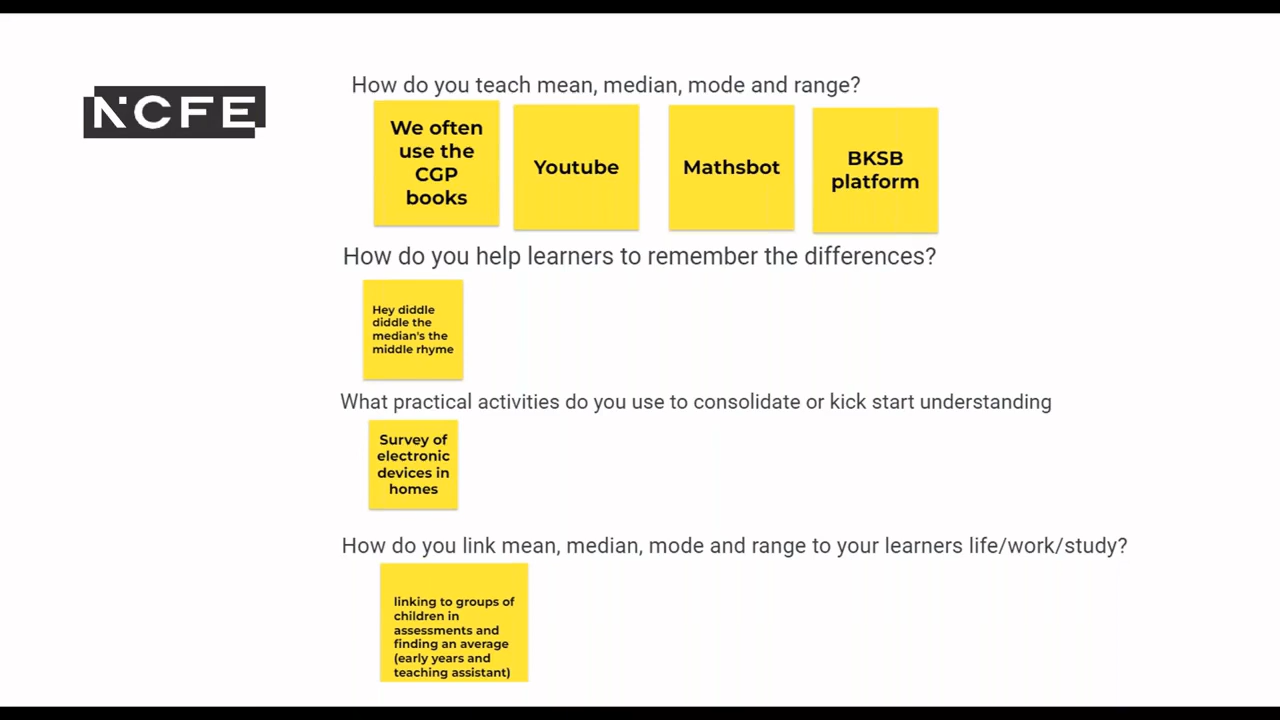 NCFE
How do you teach mean, median, mode and range?
We often
use the
CGP
books
Youtube
Mathsbot
BKSB
platform
How do you help learners to remember the differences?
Hey diddle
diddle the
median's the
middle rhyme
What practical activities do you use to consolidate or kick start understanding
Survey of
electronic
devices in
homes
How do you link mean, median, mode and range to your learners life/work/study?
linking to groups of
children in
assessments and
finding an average
(early years and
teaching assistant)